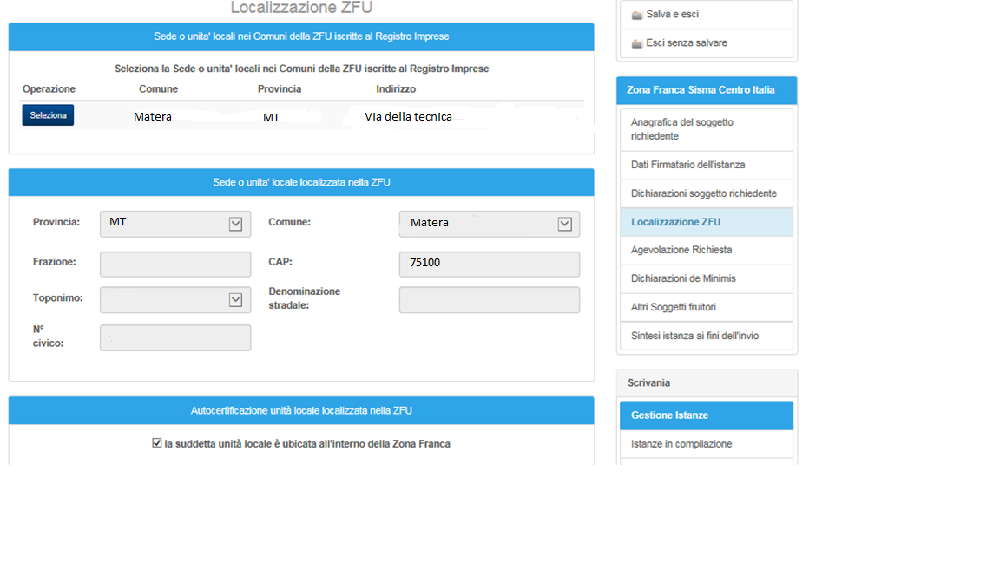 Localizzazione ZFU
Sede o unita' locali nei Comuni della ZFU iscritte al Registro Imprese
Seleziona la Sede o unita' locali nei Comuni della ZFU iscritte al Registro Imprese
Operazione Comune Provincia Indirizzo
Seleziona Matera MT Via della tecnica
Sede o unita' locale localizzata nella ZFU
Provincia: MT Comune: Matera
Frazione: CAP: 75100
Toponimo: Denominazione
stradale:
N°
civico:
Autocertificazione unità locale localizzata nella ZFU
la suddetta unità locale è ubicata all'interno della Zona Franca
Salva e esci
Esci senza salvare
Zona Franca Sisma Centro Italia
Anagrafica del soggetto
richiedente
Dati Firmatario dell'istanza
Dichiarazioni soggetto richiedente
Localizzazione ZFU
Agevolazione Richiesta
Dichiarazioni de Minimis
Altri Soggetti fruitori
Sintesi istanza ai fini dell'invio
Scrivania
Gestione Istanze
Istanze in compilazione